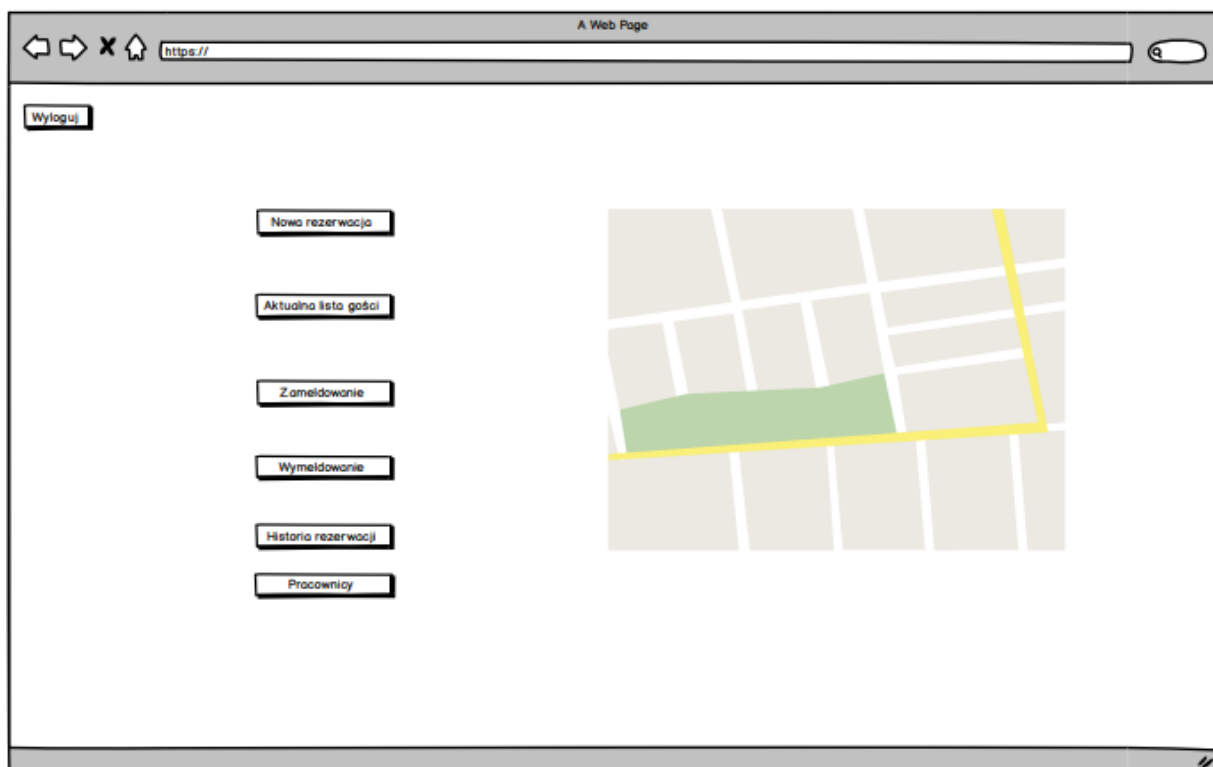 A Web Page
https://
Wyloguj
Nowa rezerwacja
Aktualna lista gości
Zameldowanie
Wymeldowanie
Historia rezerwacji
Pracownicy